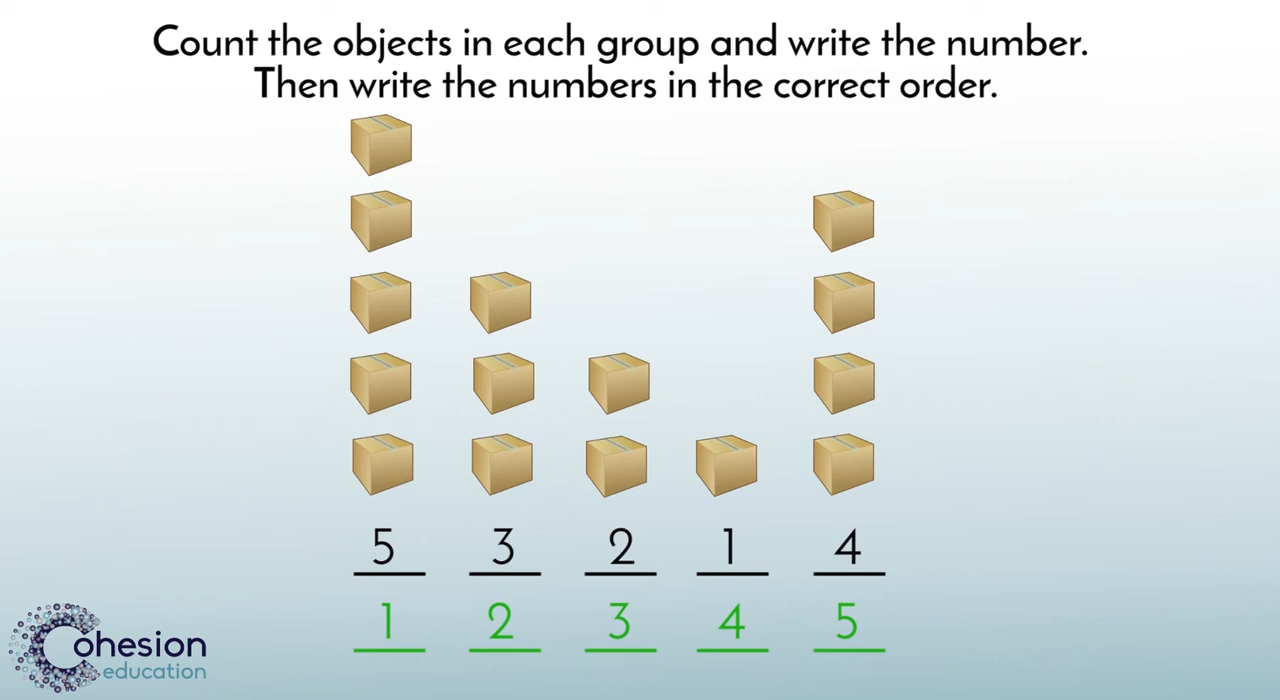 Count the objects in each group and write the number.
Then write the numbers in the correct order.
5 3 2 1 4
1 2 3 4 5
Cohesion
education